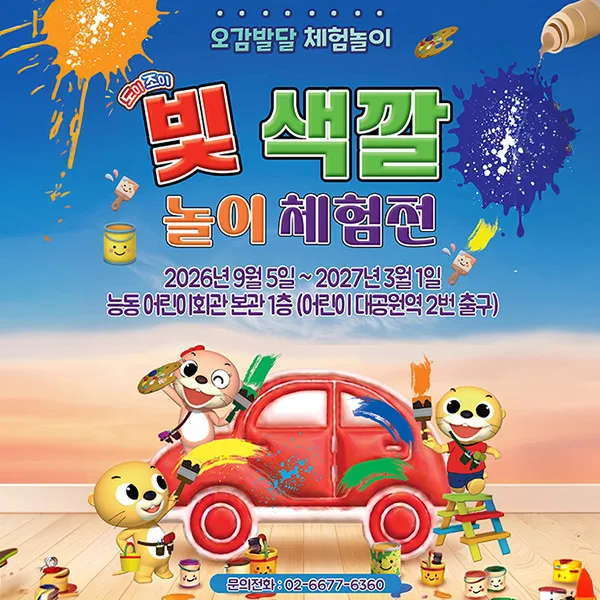 오감발달 체험놀이
도미조이
빛 색깔
놀이 체험전
2026년 9월 5일 ~ 2027년 3월 1일
능동 어린이회관 본관 1층 (어린이 대공원역 2번 출구)
문의전화 : 02-6677-6360